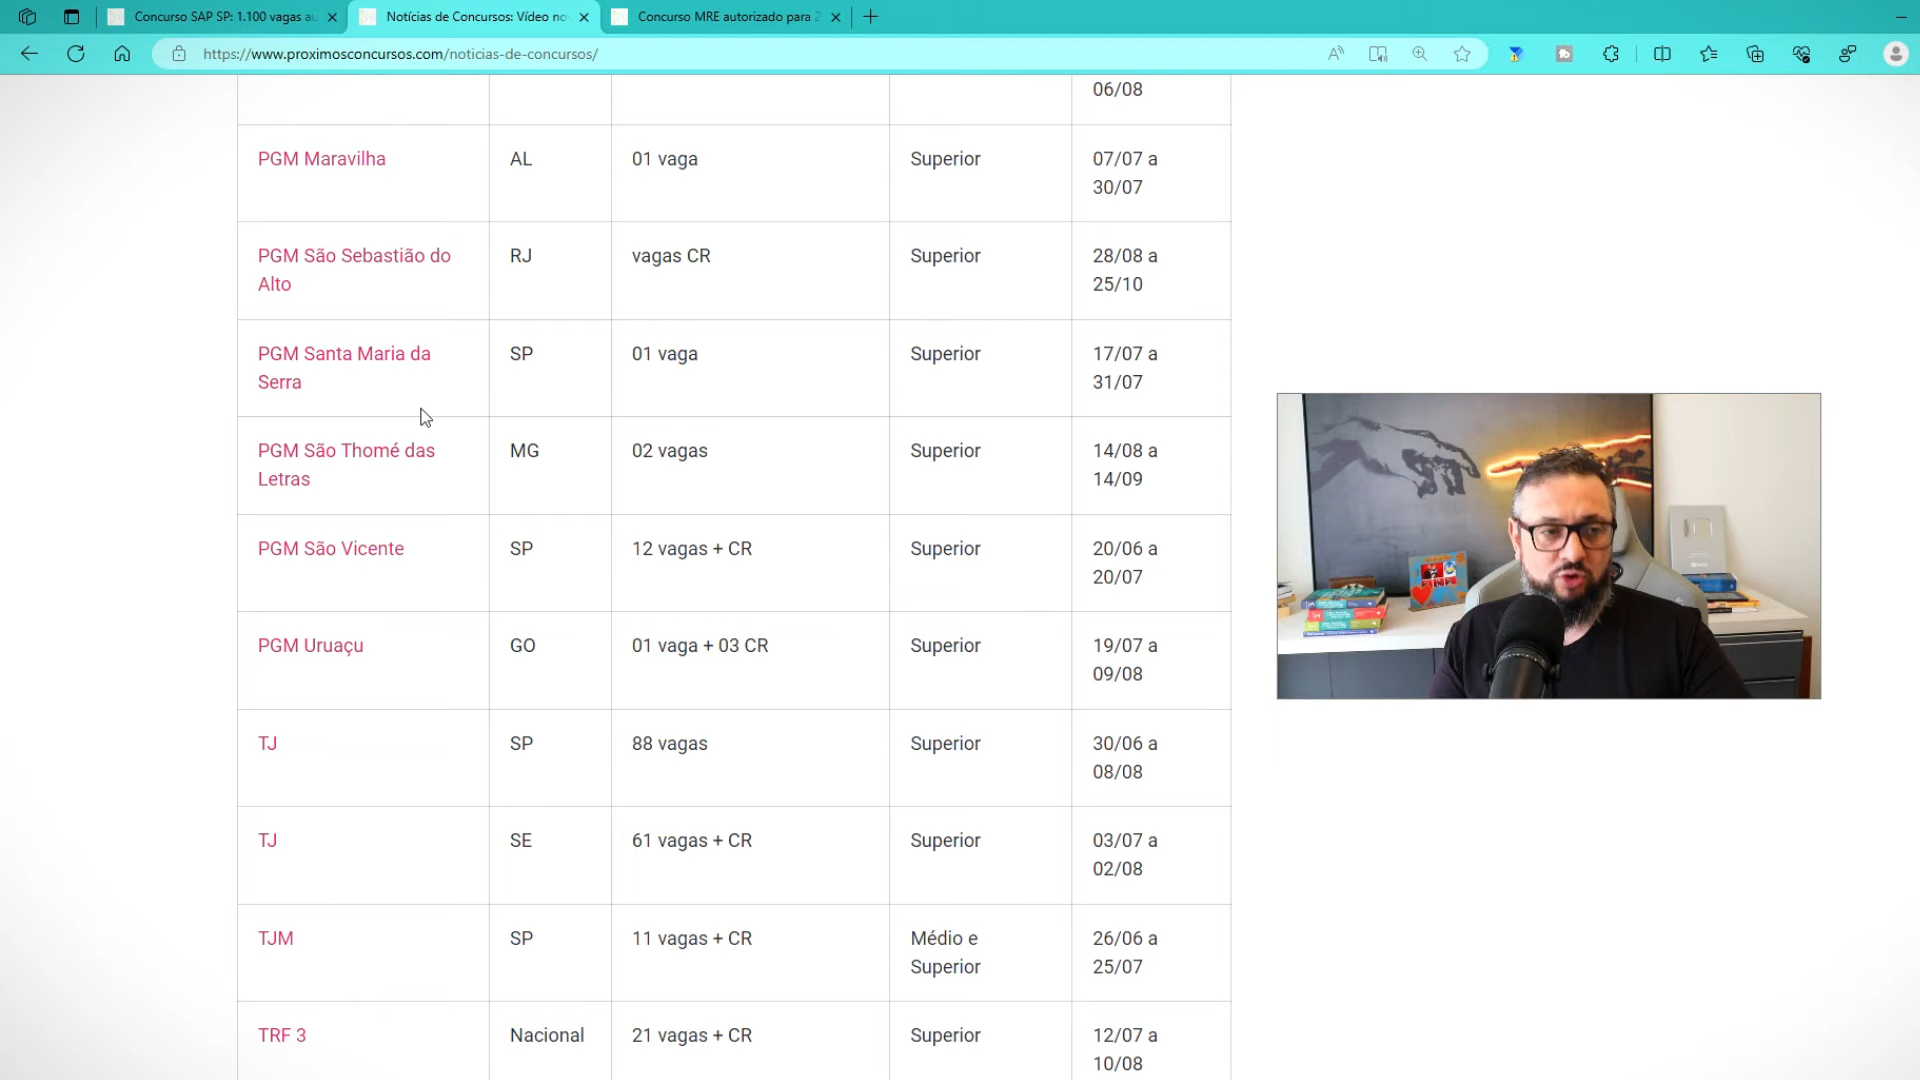 Concurso SAP SP: 1.100 vagas au
Notícias de Concursos: Vídeo no
Concurso MRE autorizado para 2
https://www.proximosconcursos.com/noticias-de-concursos/
06/08
PGM Maravilha AL 01 vaga Superior 07/07 a
30/07
PGM São Sebastião do RJ vagas CR Superior 28/08 a
Alto 25/10
PGM Santa Maria da SP 01 vaga Superior 17/07 a
Serra 31/07
PGM São Thomé das MG 02 vagas Superior 14/08 a
Letras 14/09
PGM São Vicente SP 12 vagas + CR Superior 20/06 a
20/07
PGM Uruaçu GO 01 vaga + 03 CR Superior 19/07 a
09/08
TJ SP 88 vagas Superior 30/06 a
08/08
TJ SE 61 vagas + CR Superior 03/07 a
02/08
TJM SP 11 vagas + CR Médio e 26/06 a
Superior 25/07
TRF 3 Nacional 21 vagas + CR Superior 12/07 a
10/08